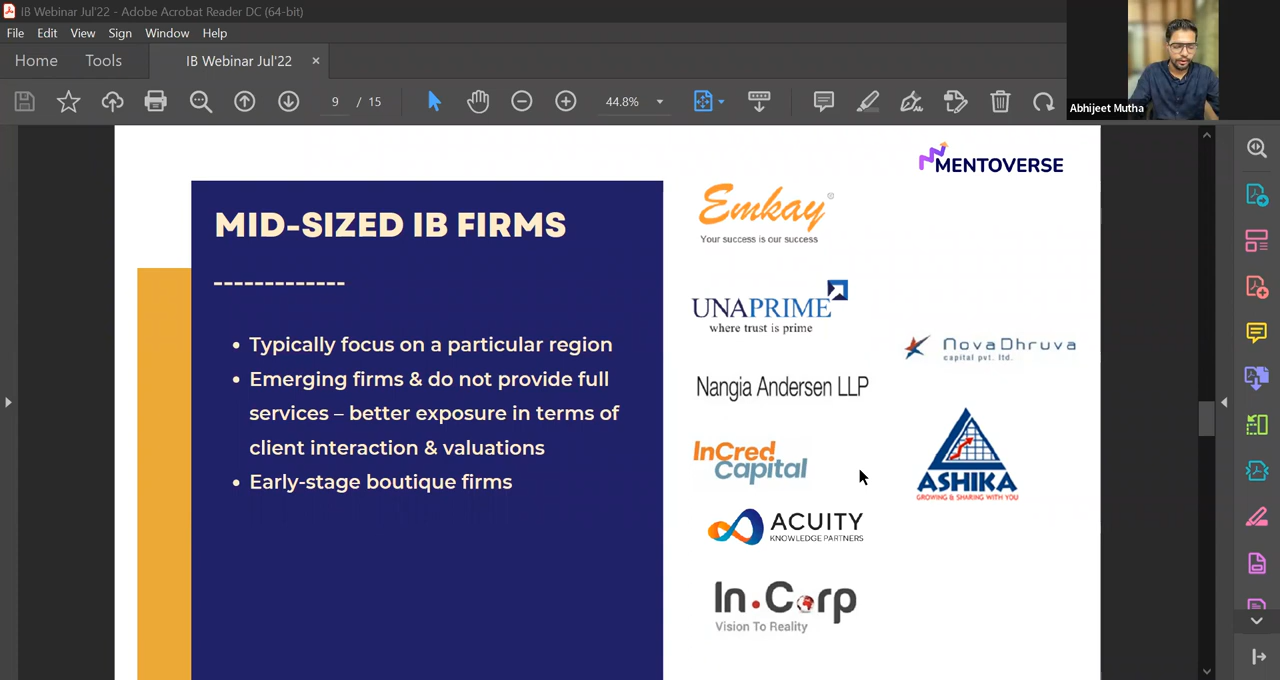 IB Webinar Jul'22 - Adobe Acrobat Reader DC (64-bit)
File Edit View Sign Window Help
Home Tools IB Webinar Jul'22 ×
9 / 15 44.8%
Abhijeet Mutha
MENTOVERSE
MID-SIZED IB FIRMS
-------------
• Typically focus on a particular region
• Emerging firms & do not provide full
services – better exposure in terms of
client interaction & valuations
• Early-stage boutique firms
Emkay®
Your success is our success
UNAPRIME
where trust is prime
NovaDhruva
capital pvt. ltd.
Nangia Andersen LLP
InCred
Capital
ASHIKA
GROWING & SHARING WITH YOU
ACUITY
KNOWLEDGE PARTNERS
In.Corp
Vision To Reality